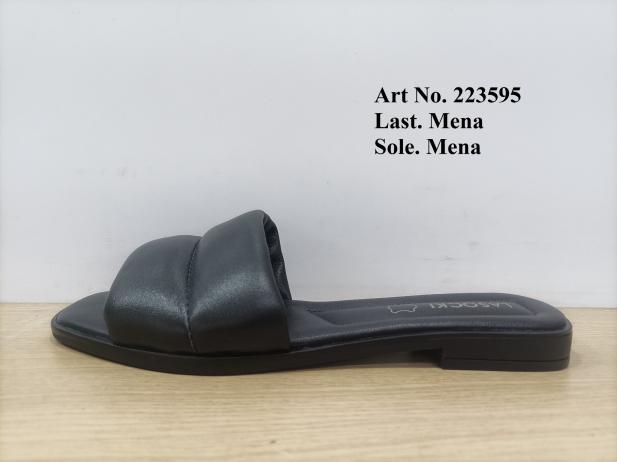 Art No. 223595
Last. Mena
Sole. Mena
LASOCKI